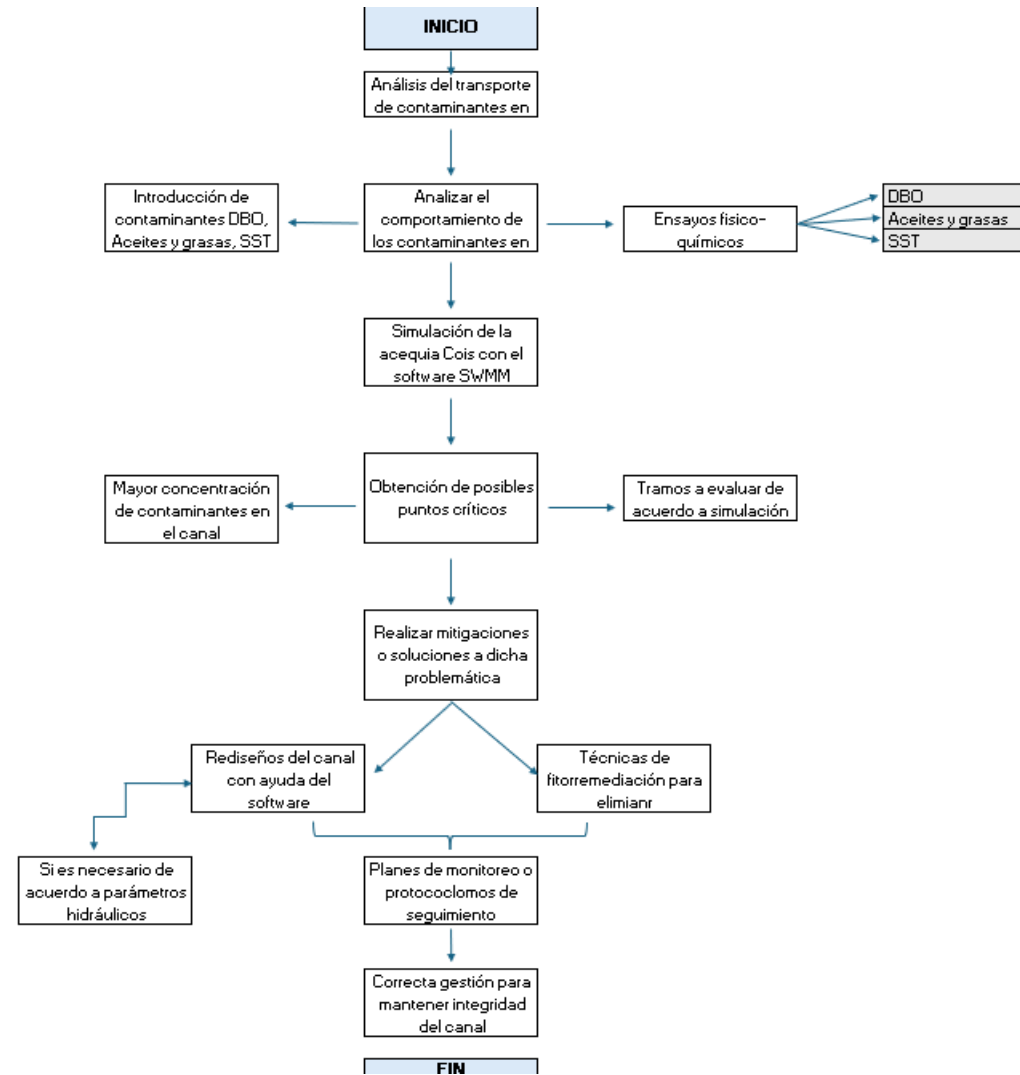 INICIO
Análisis del transporte
de contaminantes en
Introducción de
contaminantes DBO,
Aceites y grasas, SST
Analizar el
comportamiento de
los contaminantes en
Ensayos fisico-
químicos
DBO
Aceites y grasas
SST
Simulación de la
acequia Cois con el
software SWMM
Mayor concentración
de contaminantes en
el canal
Obtención de posibles
puntos críticos
Tramos a evaluar de
acuerdo a simulación
Realizar mitigaciones
o soluciones a dicha
problemática
Rediseños del canal
con ayuda del
software
Técnicas de
fitorremediación para
elimianr
Si es necesario de
acuerdo a parámetros
hidráulicos
Planes de monitoreo o
protococlomos de
seguimiento
Correcta gestión para
mantener integridad
del canal
FIN